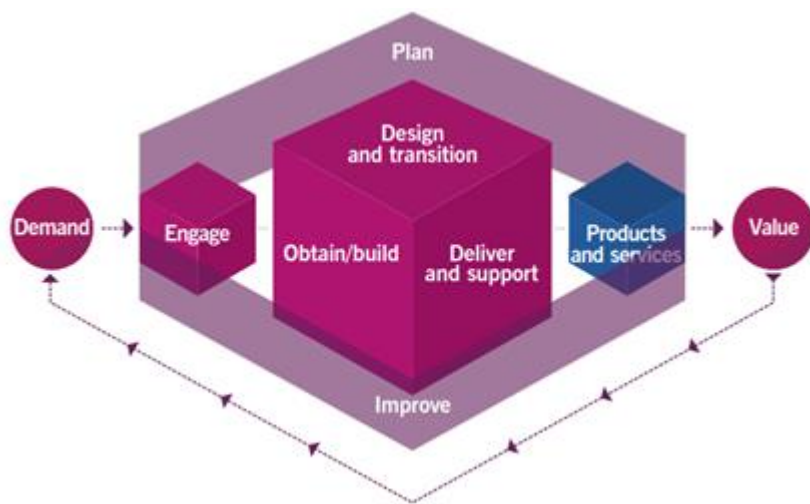 Plan
Design
and transition
Demand
Engage
Obtain/build
Deliver
and support
Products
and services
Value
Improve